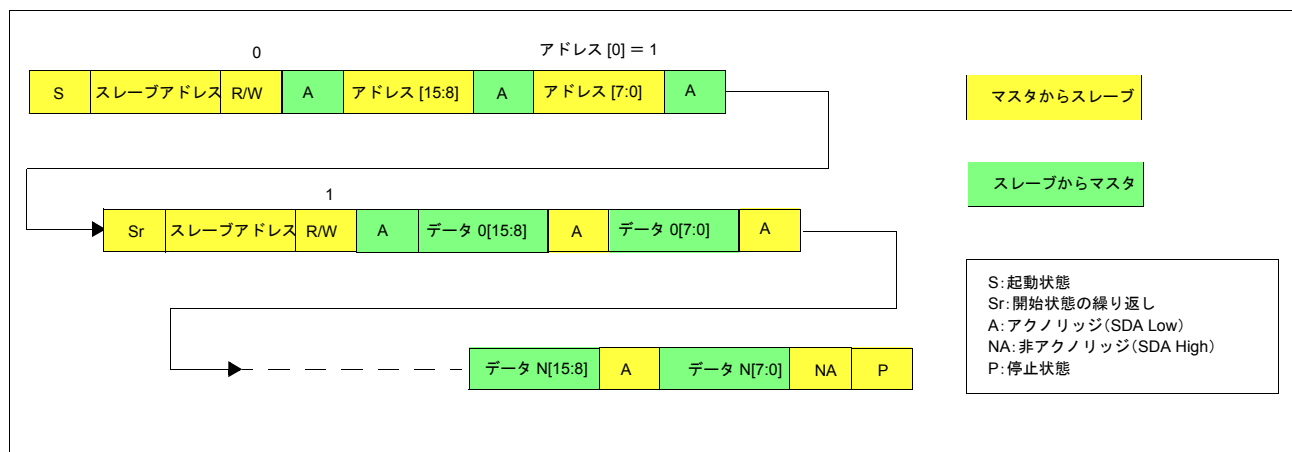 0 アドレス [0] = 1
S スレーブアドレス R/W A アドレス [15:8] A アドレス [7:0] A
1
Sr スレーブアドレス R/W A データ 0[15:8] A データ 0[7:0] A
データ N[15:8] A データ N[7:0] NA P
マスタからスレーブ
スレーブからマスタ
S:起動状態
Sr:開始状態の繰り返し
A:アクノリッジ(SDA Low)
NA:非アクノリッジ(SDA High)
P:停止状態